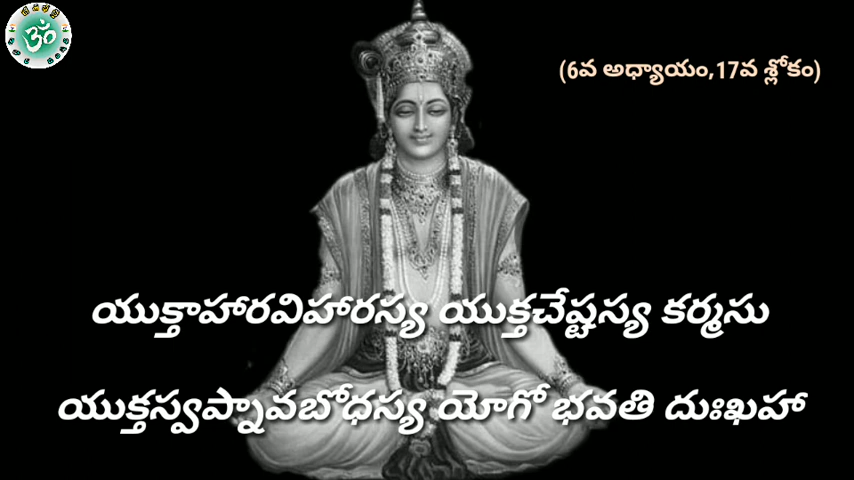 (6వ అధ్యాయం,17వ శ్లోకం)
యుక్తాహారవిహారస్య యుక్తచేష్టస్య కర్మసు
యుక్తస్వప్నావబోధస్య యోగో భవతి దుఃఖహా